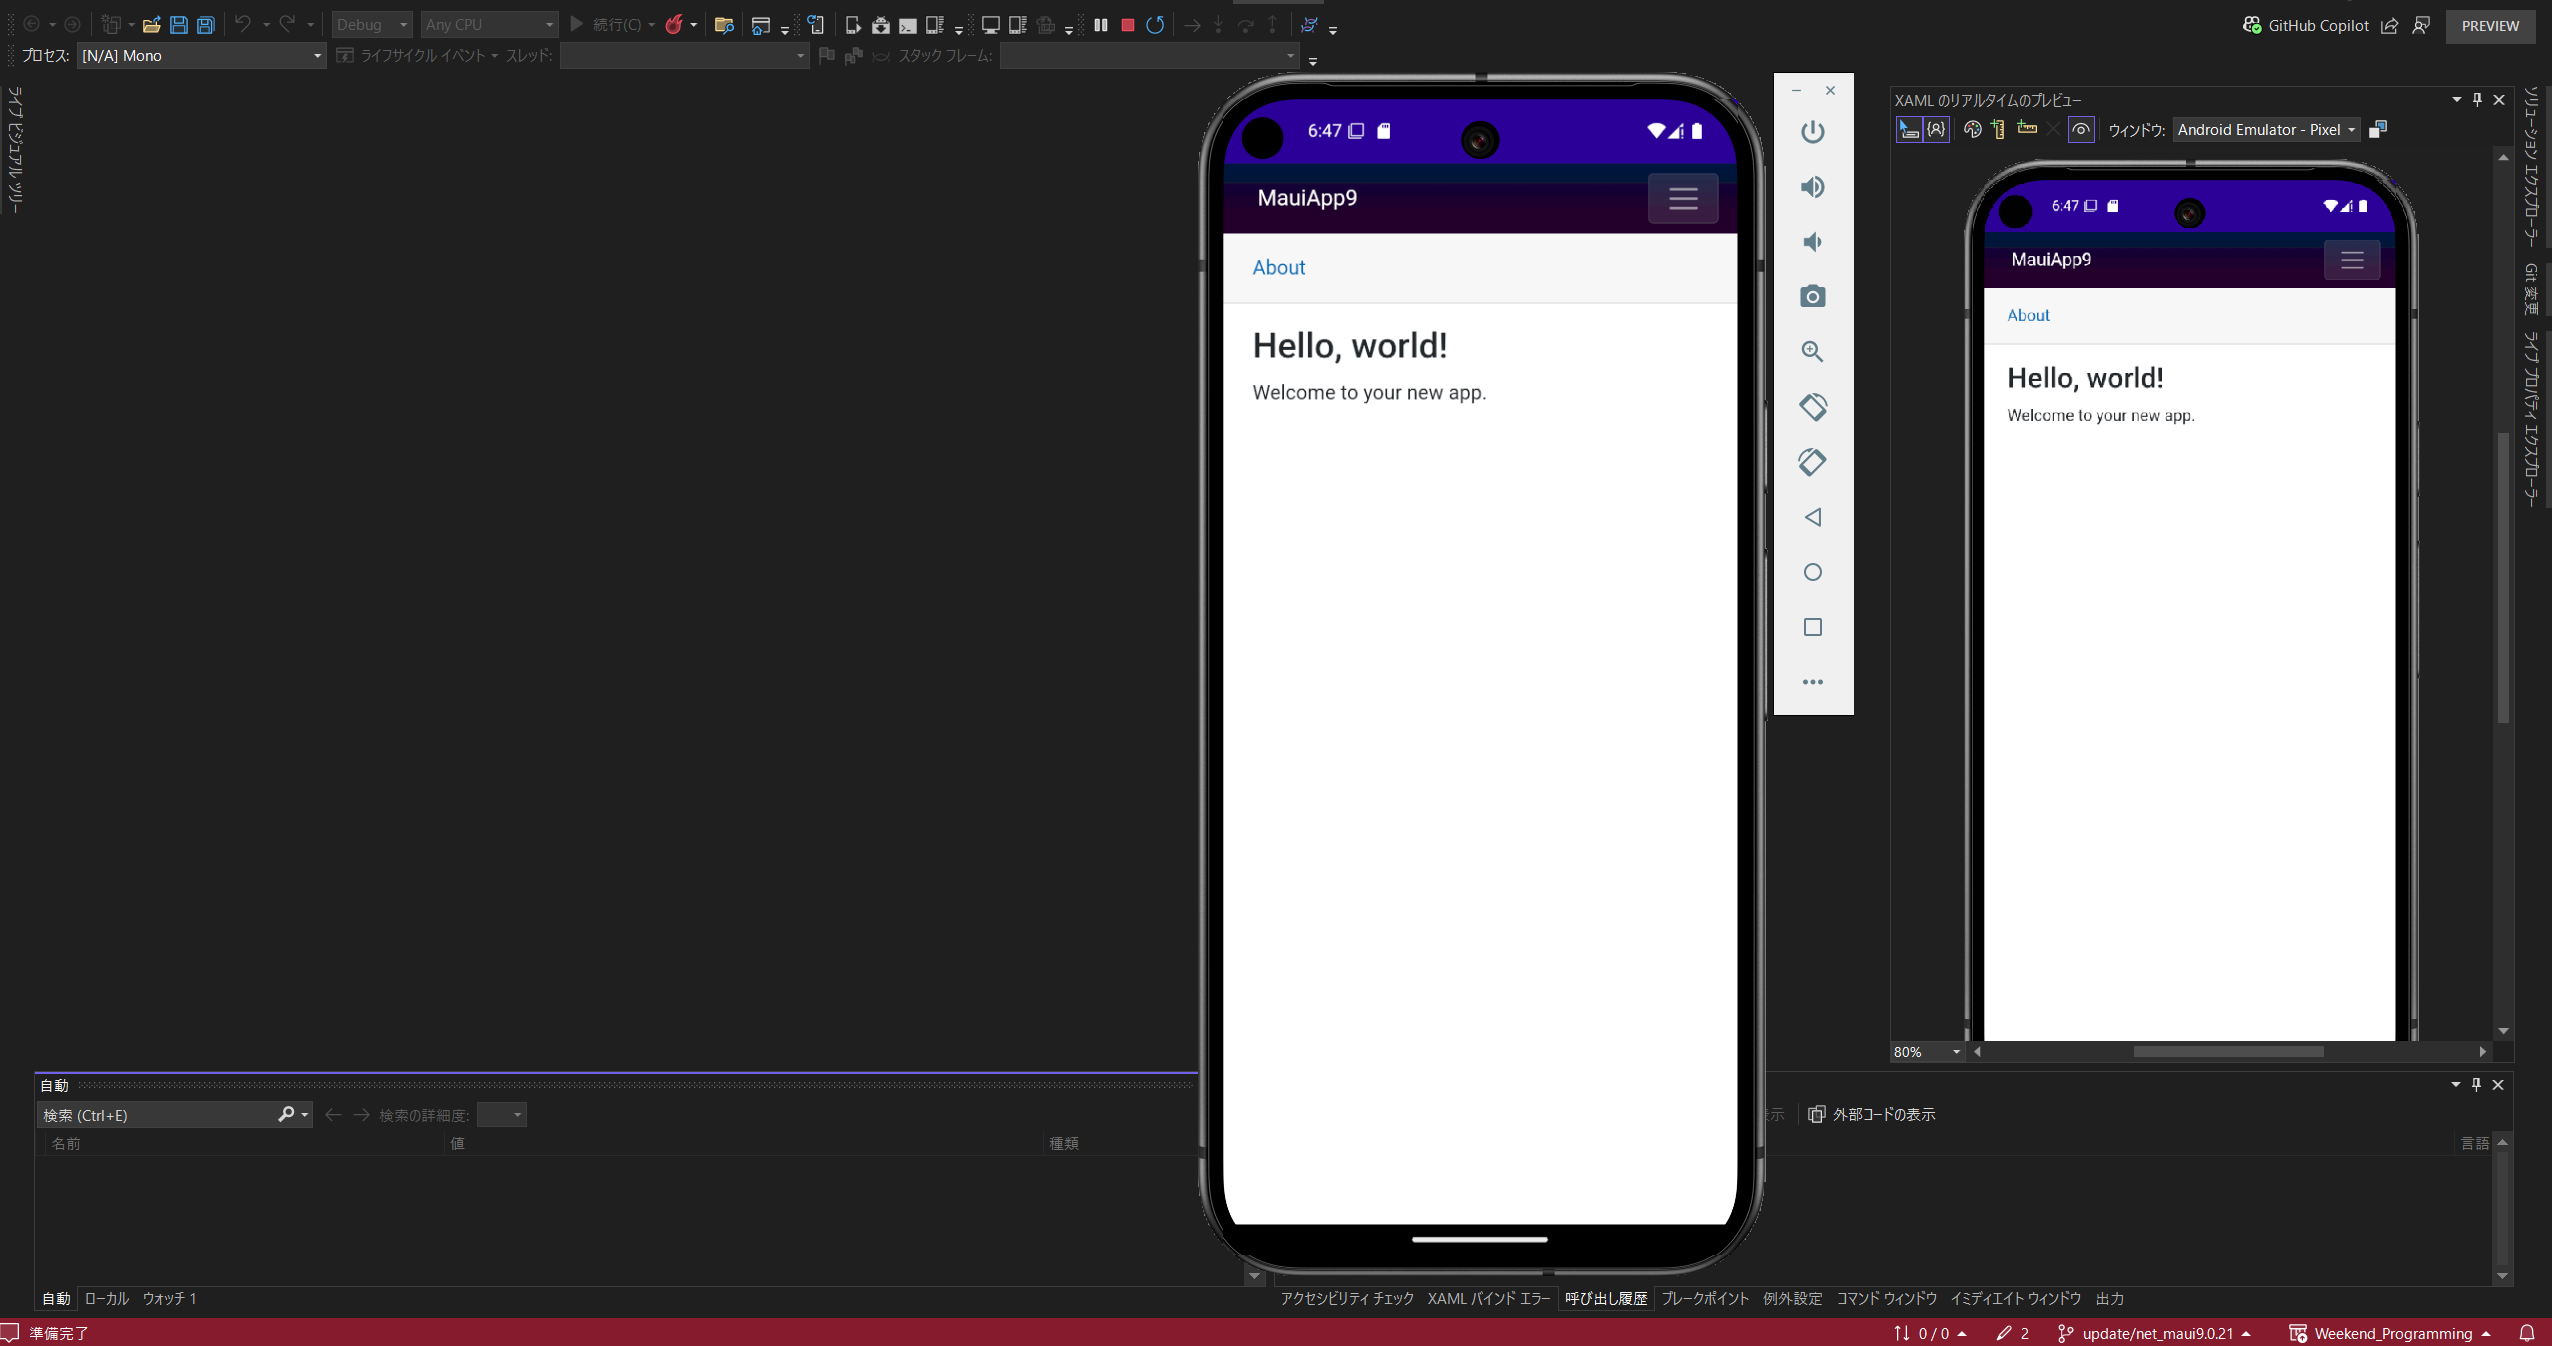 Debug
Any CPU
続行(C)
GitHub Copilot
PREVIEW
プロセス:
[N/A] Mono
ライフサイクル イベント
スレッド:
スタック フレーム:
ライブ ビジュアル ツリー
6:47
MauiApp9
About
Hello, world!
Welcome to your new app.
XAML のリアルタイムのプレビュー
ウィンドウ:
Android Emulator - Pixel
6:47
MauiApp9
About
Hello, world!
Welcome to your new app.
80%
ソリューション エクスプローラー
Git 変更
ライブ プロパティ エクスプローラー
自動
検索 (Ctrl+E)
検索の詳細度:
名前
値
種類
表示
外部コードの表示
言語
自動
ローカル
ウォッチ 1
アクセシビリティ チェック
XAML バインド エラー
呼び出し履歴
ブレークポイント
例外設定
コマンド ウィンドウ
イミディエイト ウィンドウ
出力
準備完了
0 / 0
2
update/net_maui9.0.21
Weekend_Programming